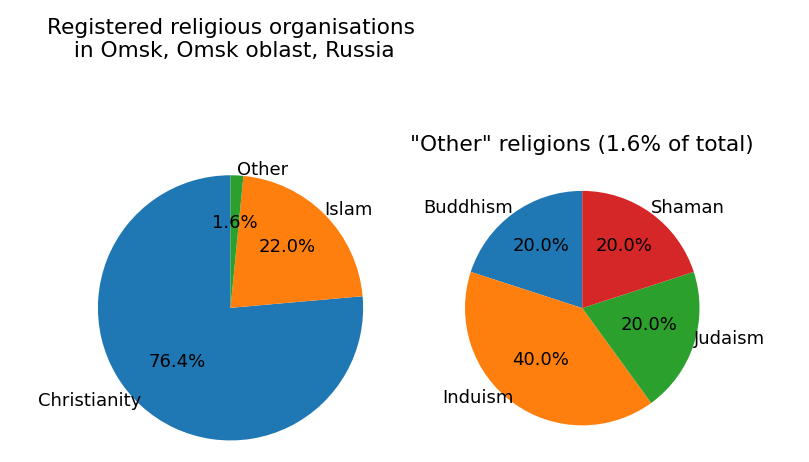 Registered religious organisations
in Omsk, Omsk oblast, Russia
"Other" religions (1.6% of total)
Other
Islam
1.6%
22.0%
76.4%
Christianity
Buddhism
Shaman
20.0%
20.0%
20.0%
Judaism
40.0%
Induism